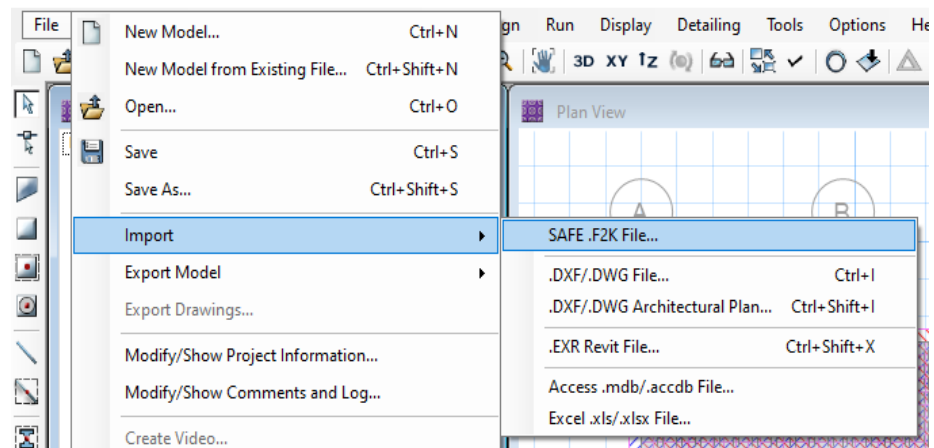 File gn Run Display Detailing Tools Options He
New Model... Ctrl+N
New Model from Existing File... Ctrl+Shift+N
3D XY
Open... Ctrl+O
Plan View
Save Ctrl+S
Save As... Ctrl+Shift+S
A B
Import
SAFE .F2K File...
Export Model
.DXF/.DWG File... Ctrl+I
Export Drawings...
.DXF/.DWG Architectural Plan... Ctrl+Shift+I
Modify/Show Project Information...
.EXR Revit File... Ctrl+Shift+X
Modify/Show Comments and Log...
Access .mdb/.accdb File...
Excel .xls/.xlsx File...
Create Video...